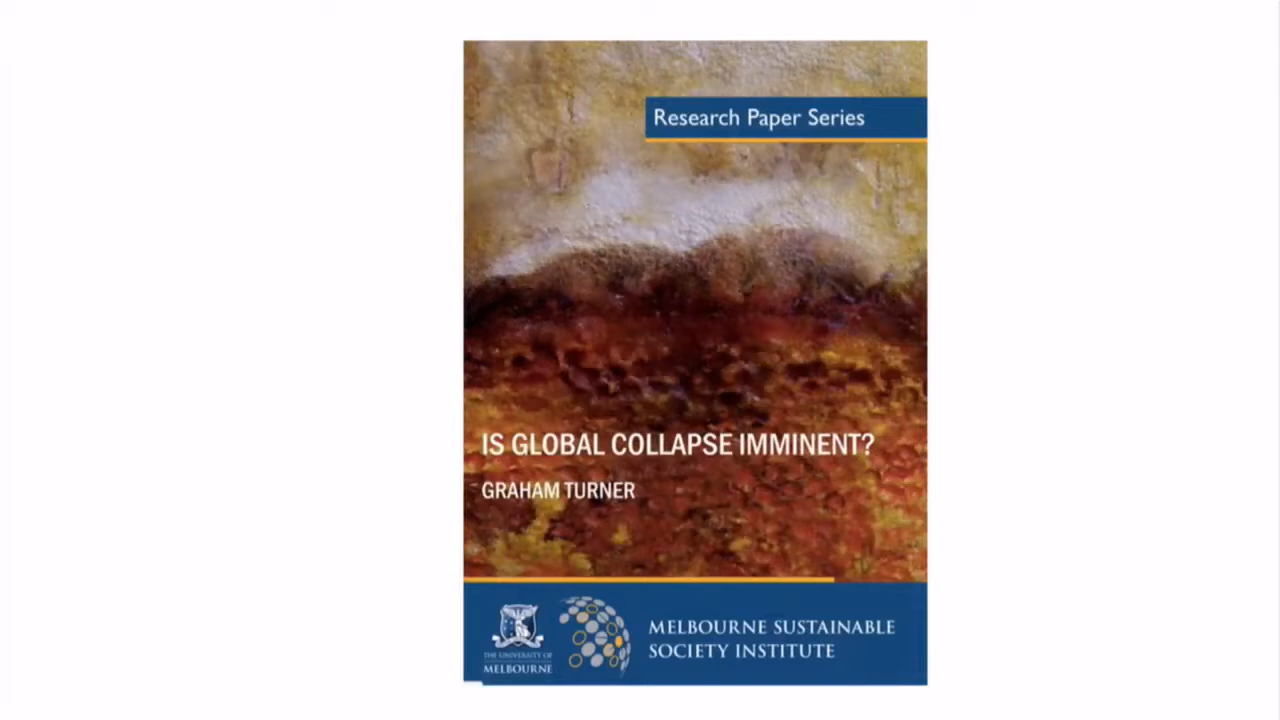 Research Paper Series
IS GLOBAL COLLAPSE IMMINENT?
GRAHAM TURNER
THE UNIVERSITY OF
MELBOURNE
MELBOURNE SUSTAINABLE
SOCIETY INSTITUTE